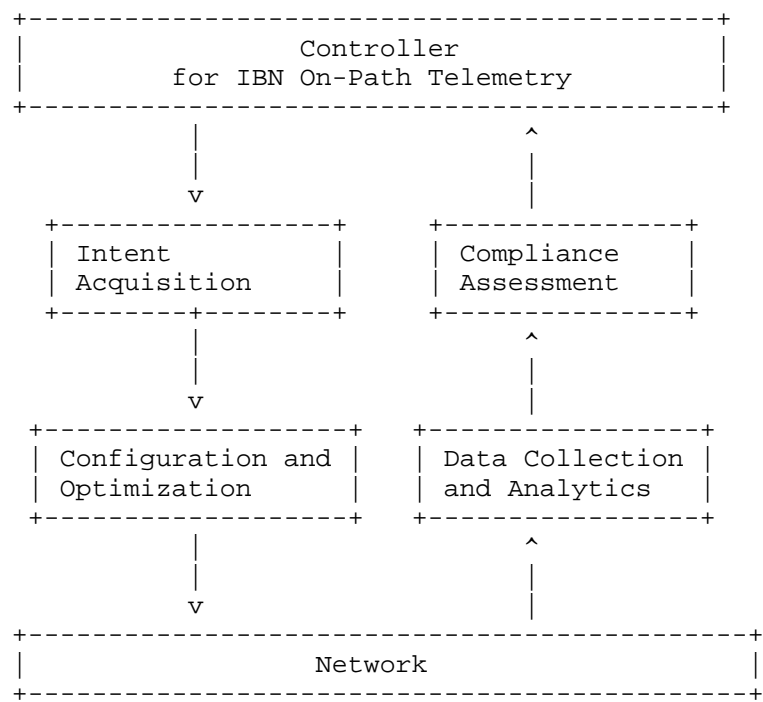 Controller
for IBN On-Path Telemetry
Intent
Acquisition
Compliance
Assessment
Configuration and
Optimization
Data Collection
and Analytics
Network